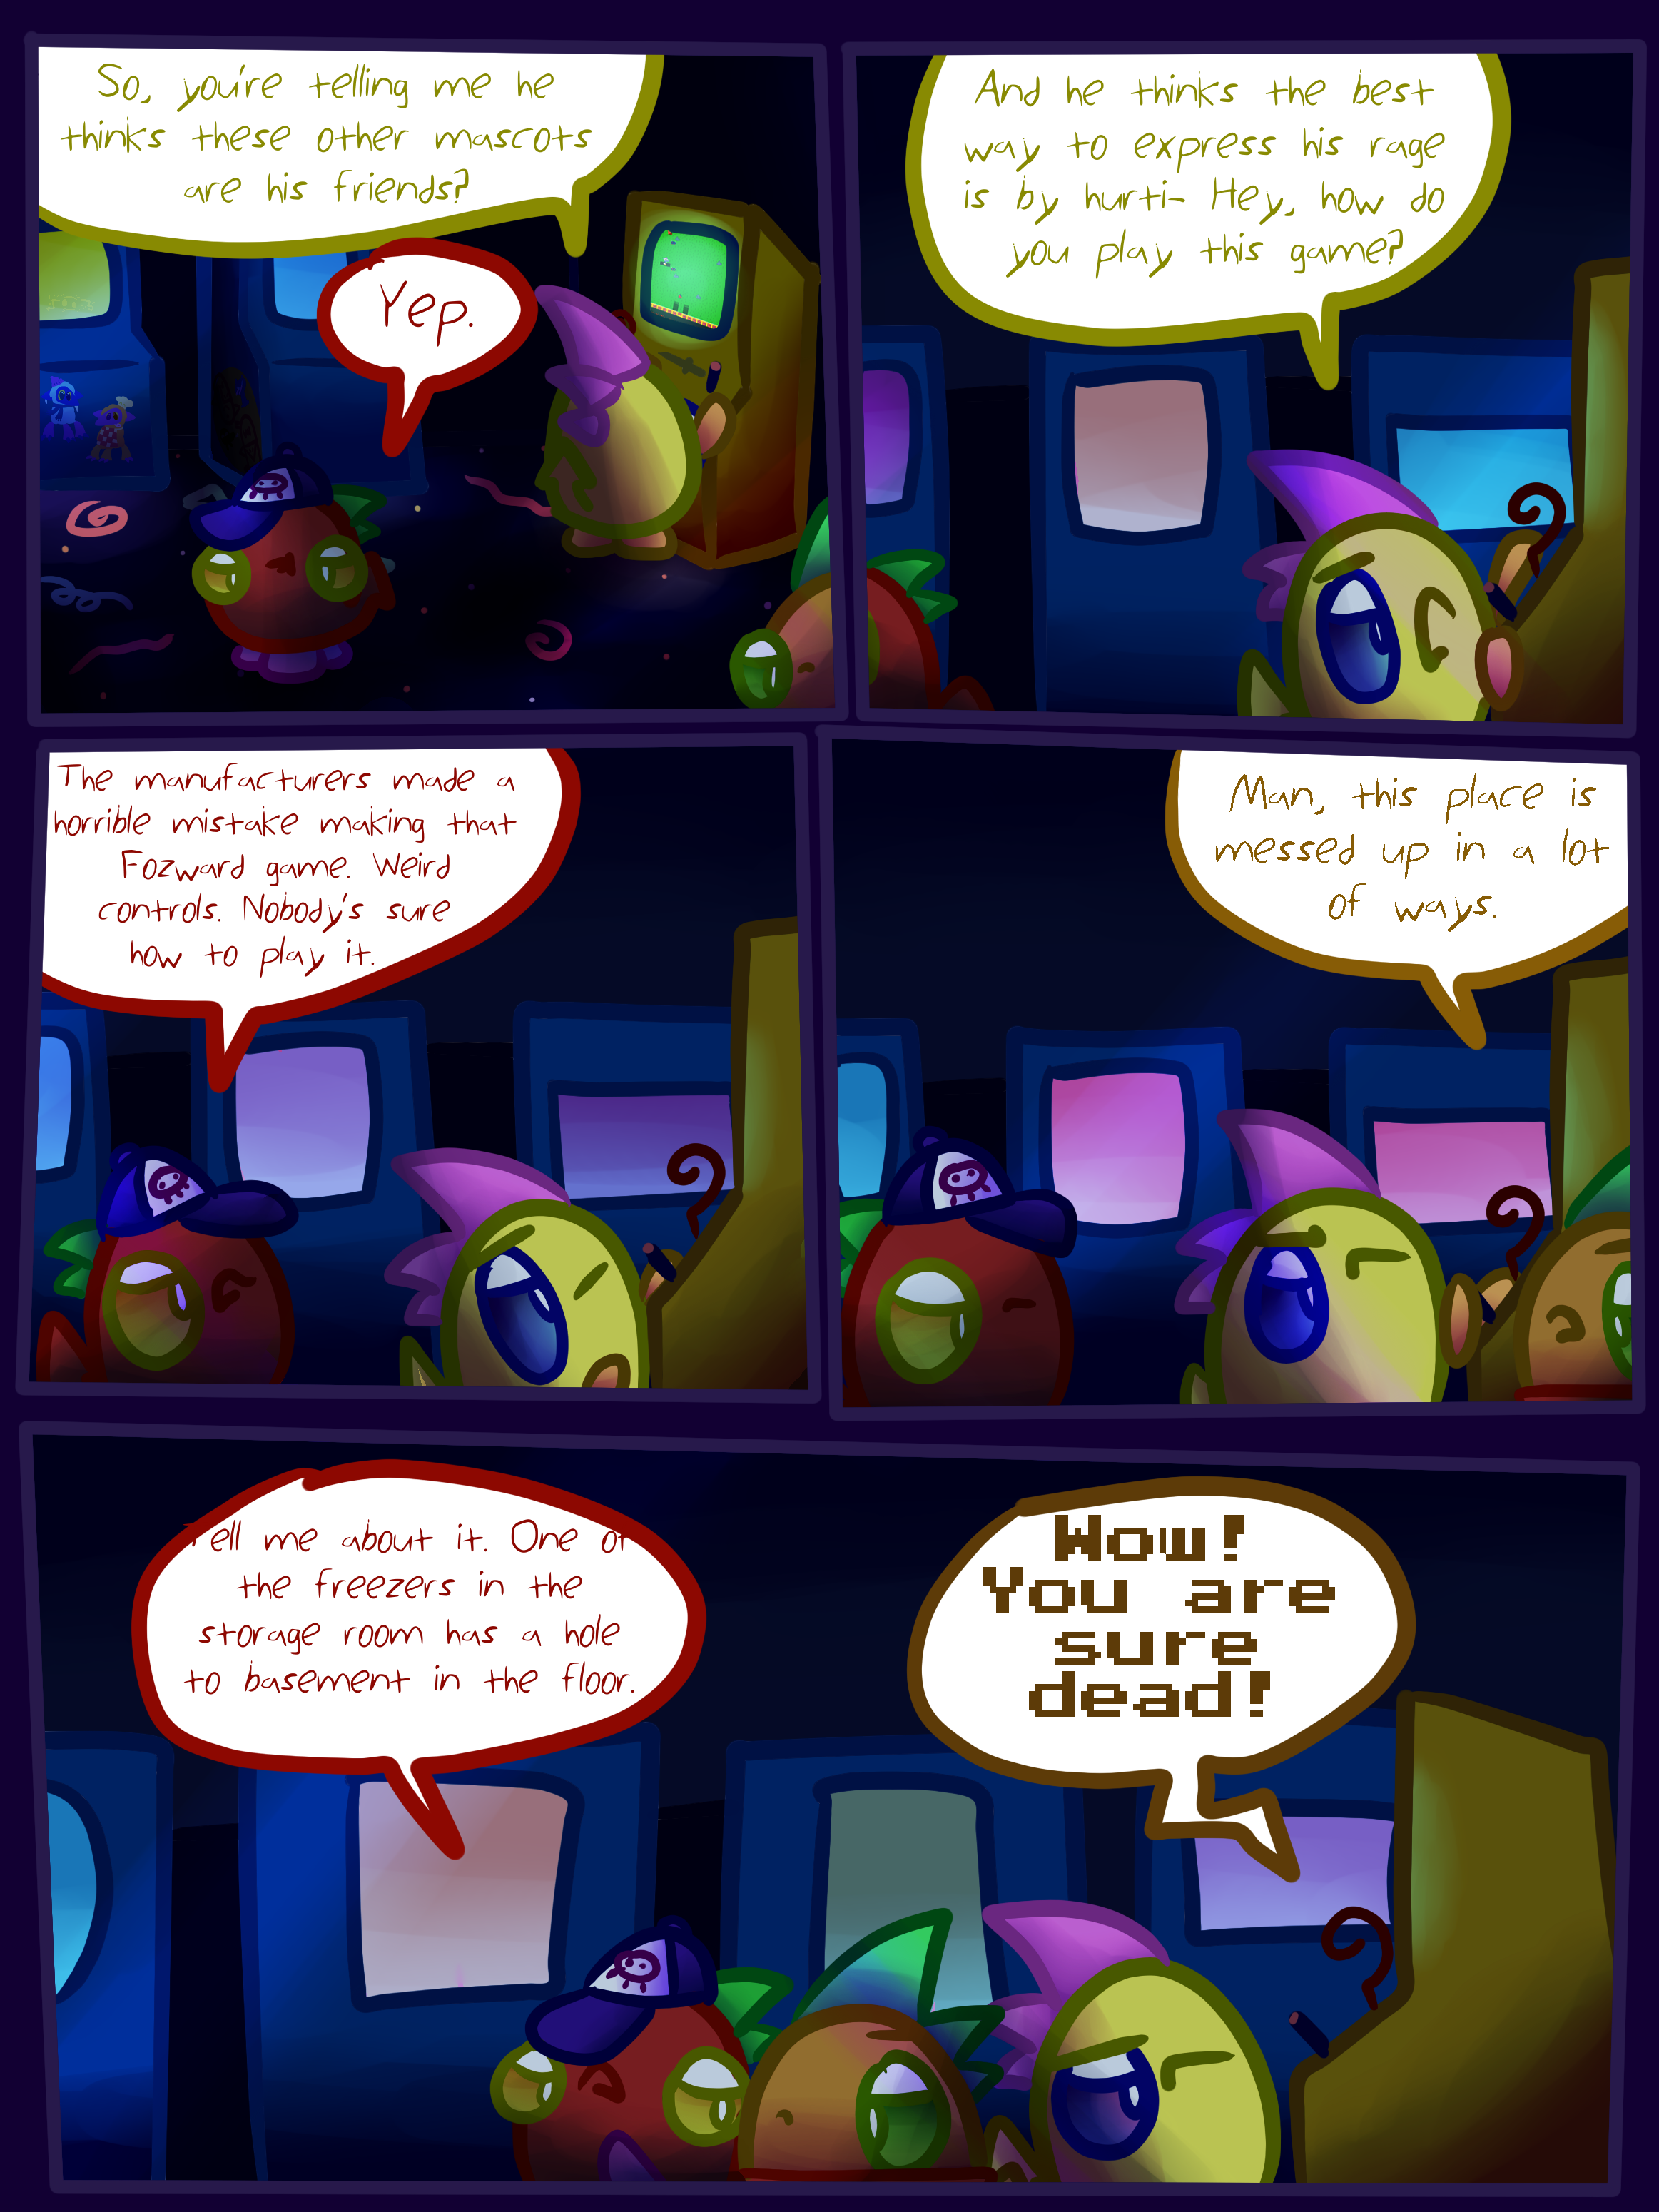 So, you're telling me he
thinks these other mascots
are his friends?
Yep.
And he thinks the best
way to express his rage
is by hurti- Hey, how do
you play this game?
The manufacturers made a
horrible mistake making that
Fozward game. Weird
controls. Nobody's sure
how to play it.
Man, this place is
messed up in a lot
of ways.
Tell me about it. One of
the freezers in the
storage room has a hole
to basement in the floor.
Wow!
You are
sure
dead!